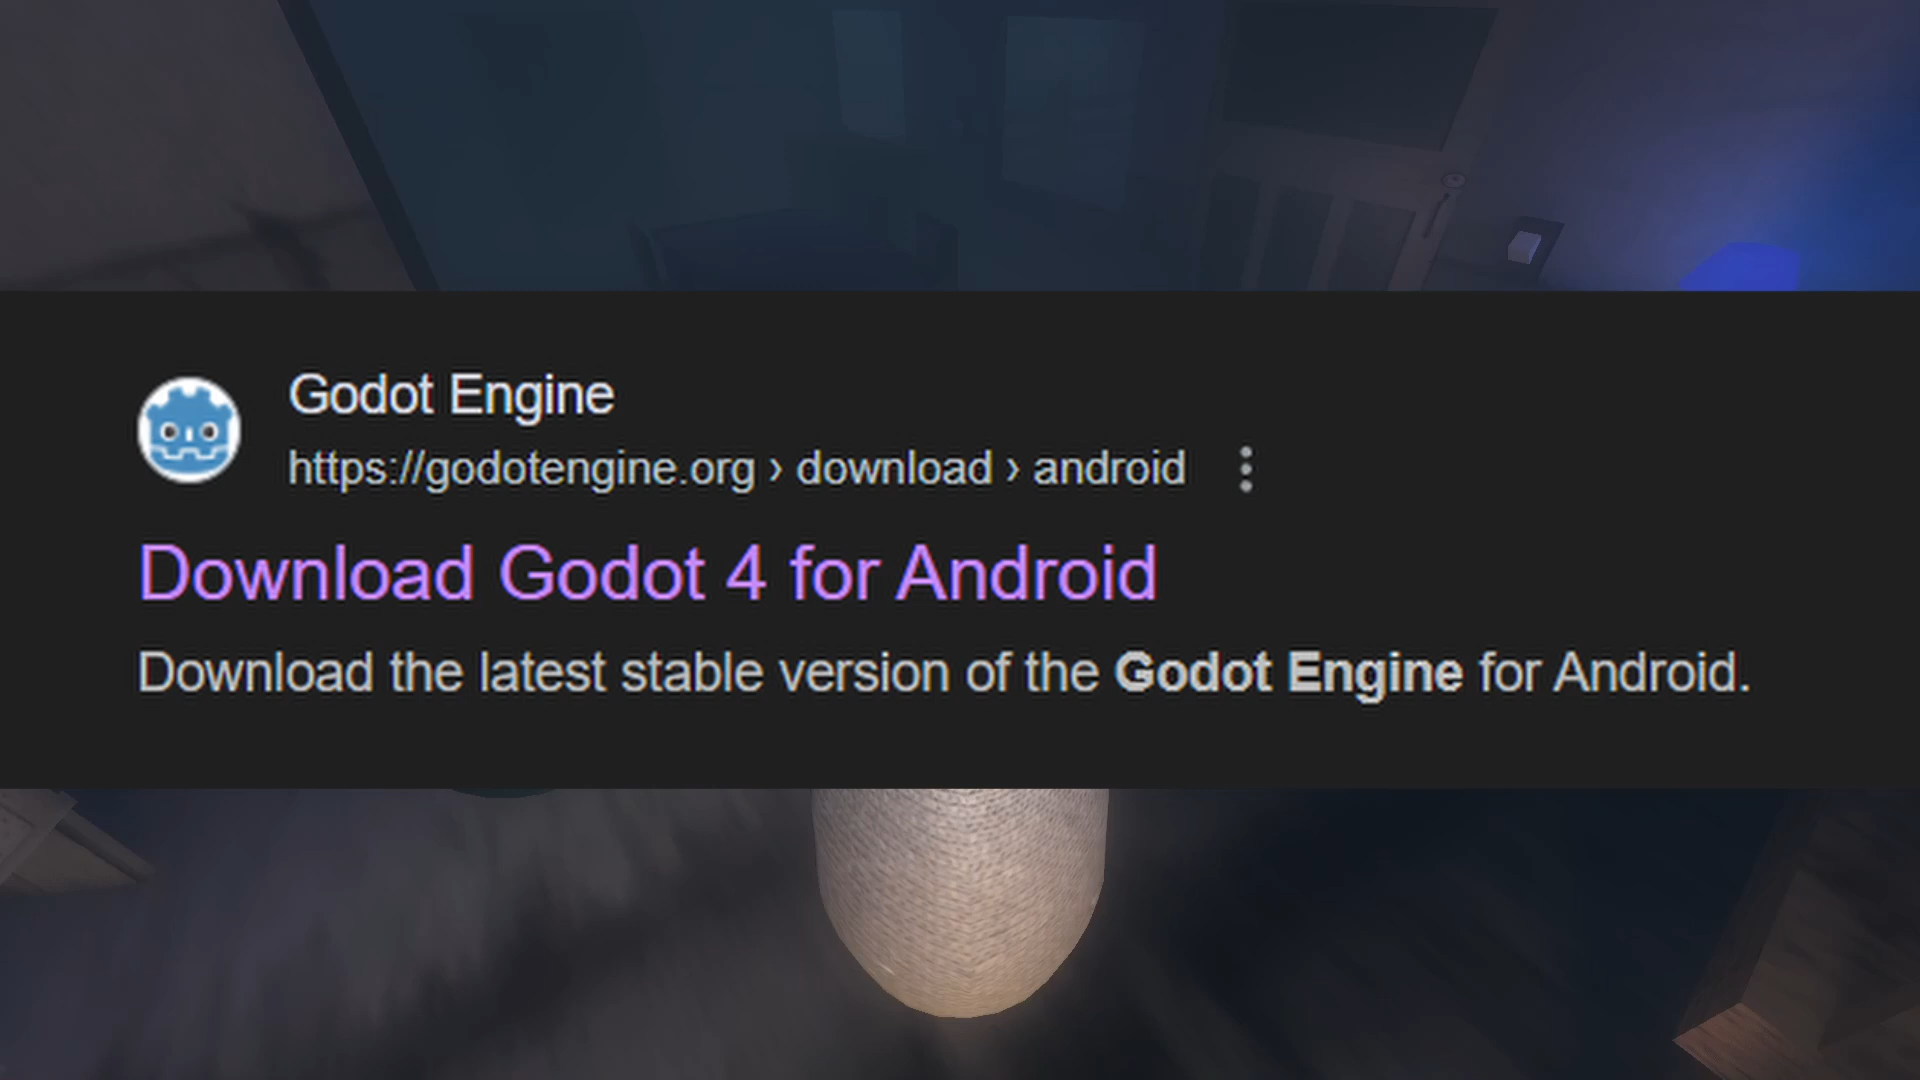 Godot Engine
https://godotengine.org › download › android
Download Godot 4 for Android
Download the latest stable version of the Godot Engine for Android.